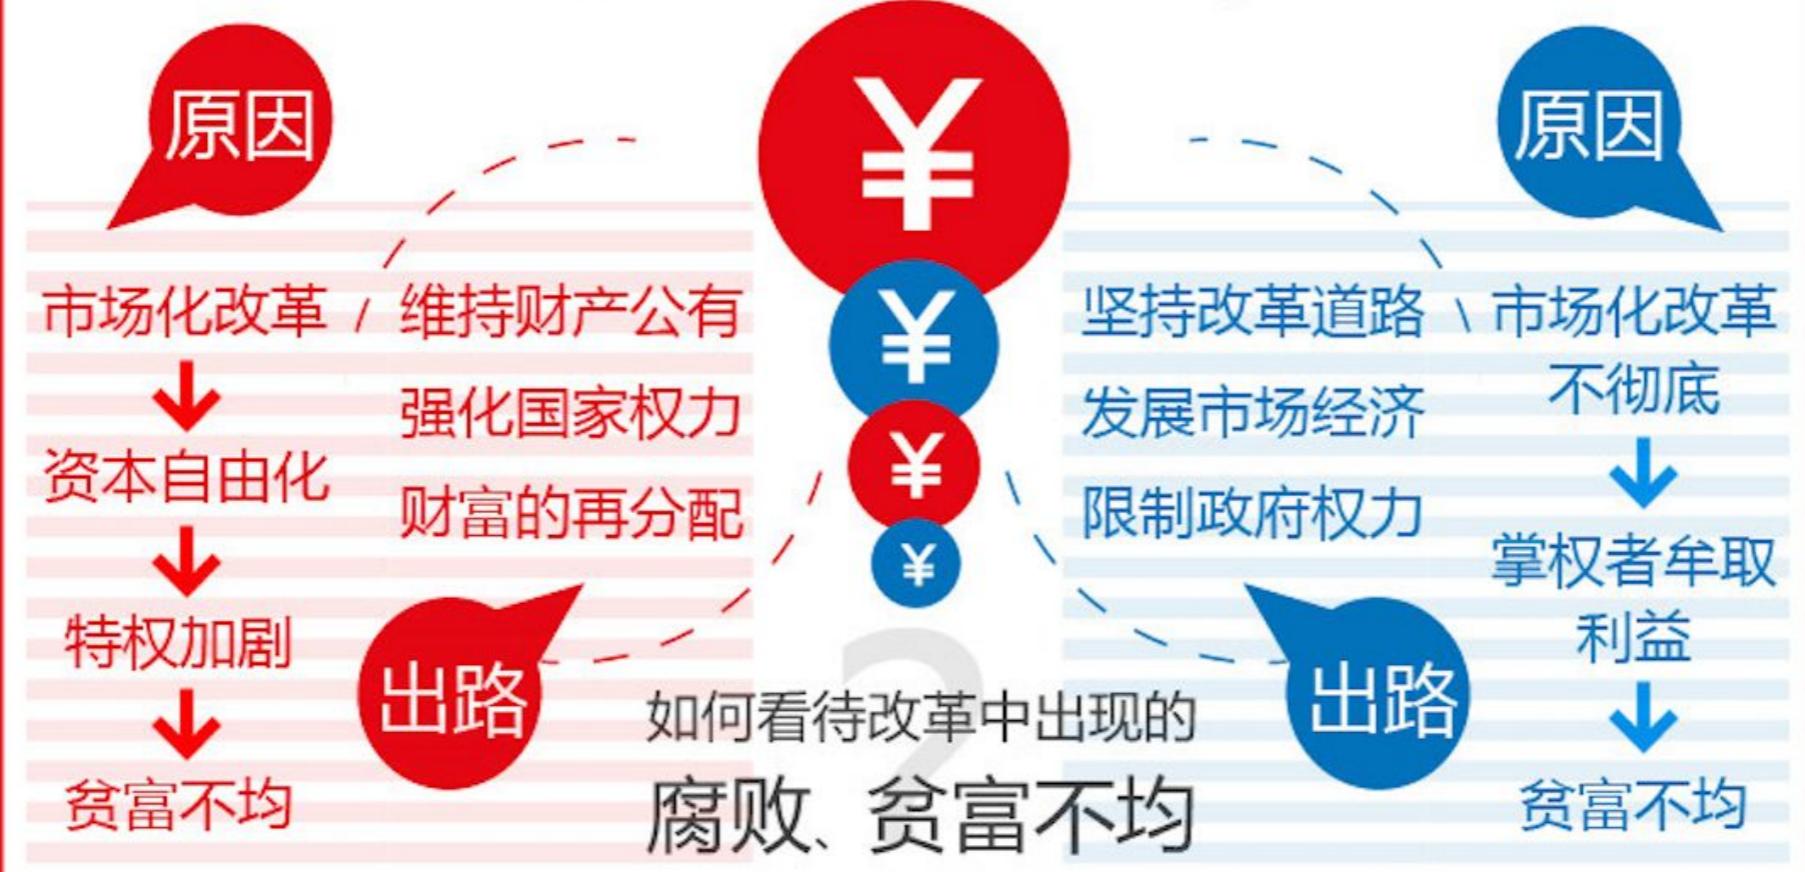 原因
市场化改革
资本自由化
特权加剧
贫富不均
维持财产公有
强化国家权力
财富的再分配
出路
¥
¥
¥
¥
2
如何看待改革中出现的
腐败、贫富不均
坚持改革道路
发展市场经济
限制政府权力
出路
原因
市场化改革
不彻底
掌权者牟取
利益
贫富不均